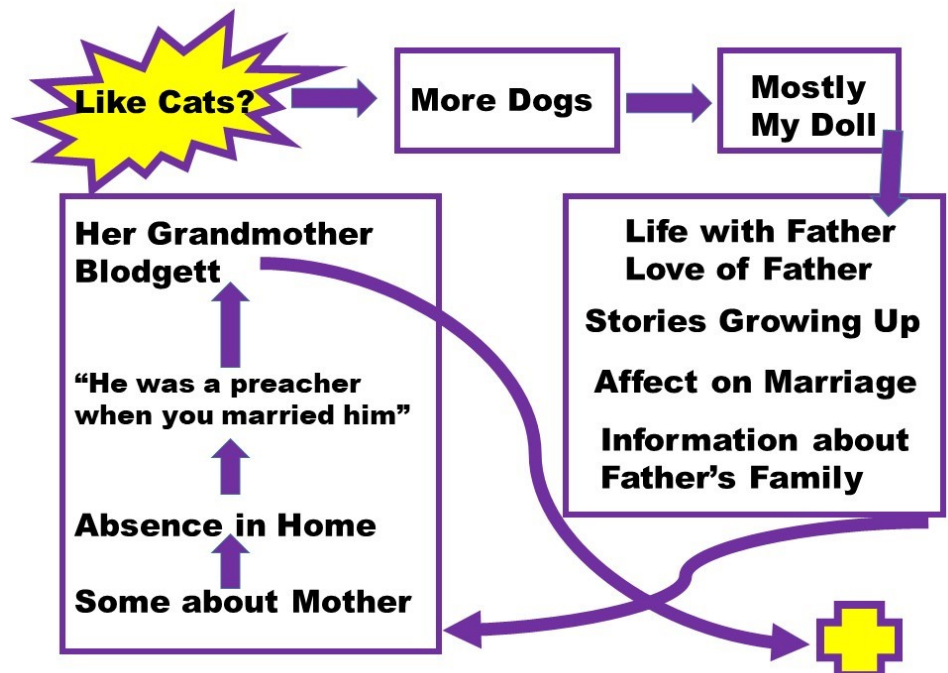 Like Cats?
More Dogs
Mostly
My Doll
Life with Father
Love of Father
Stories Growing Up
Affect on Marriage
Information about
Father’s Family
Her Grandmother
Blodgett
“He was a preacher
when you married him”
Absence in Home
Some about Mother